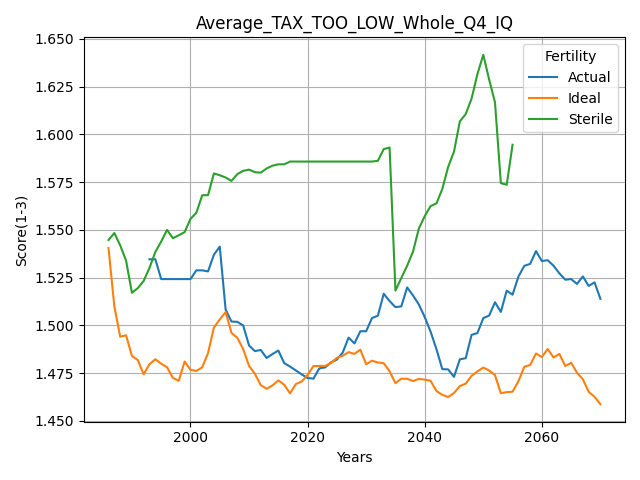 Average_TAX_TOO_LOW_Whole_Q4_IQ
Fertility
Actual
Ideal
Sterile
Score(1-3)
1.650
1.625
1.600
1.575
1.550
1.525
1.500
1.475
1.450
2000
2020
2040
2060
Years